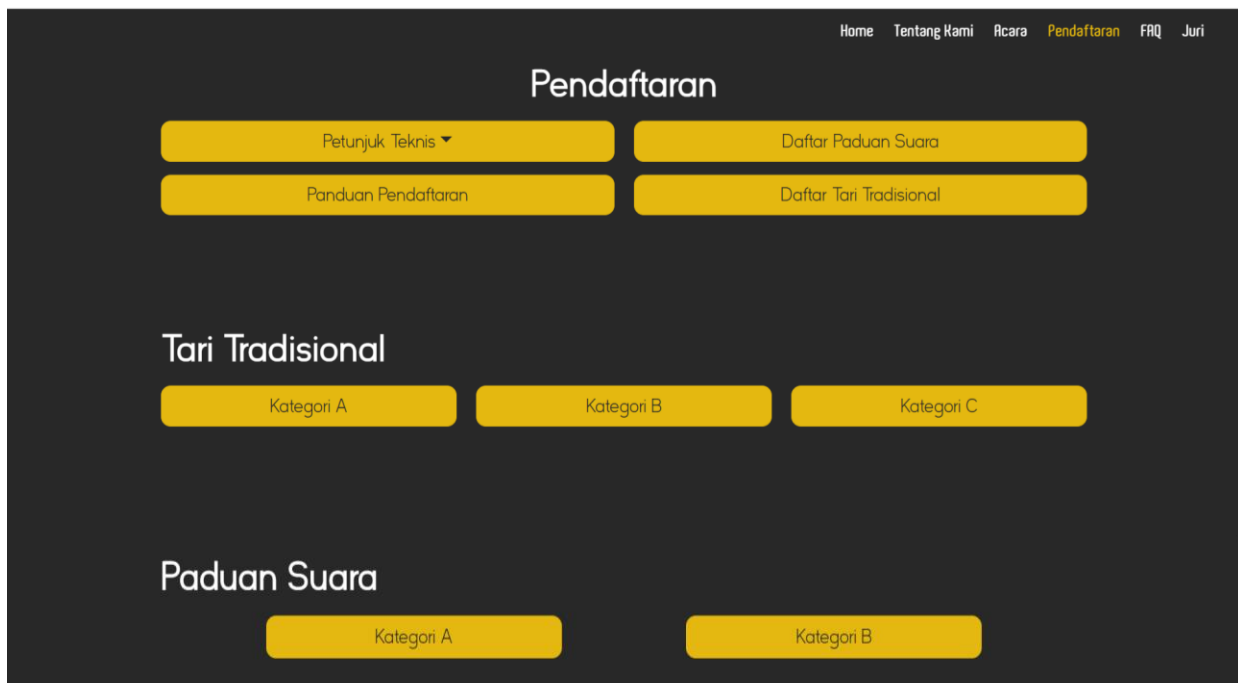 Home Tentang Kami Acara Pendaftaran FAQ Juri
Pendaftaran
Petunjuk Teknis
Daftar Paduan Suara
Panduan Pendaftaran
Daftar Tari Tradisional
Tari Tradisional
Kategori A
Kategori B
Kategori C
Paduan Suara
Kategori A
Kategori B